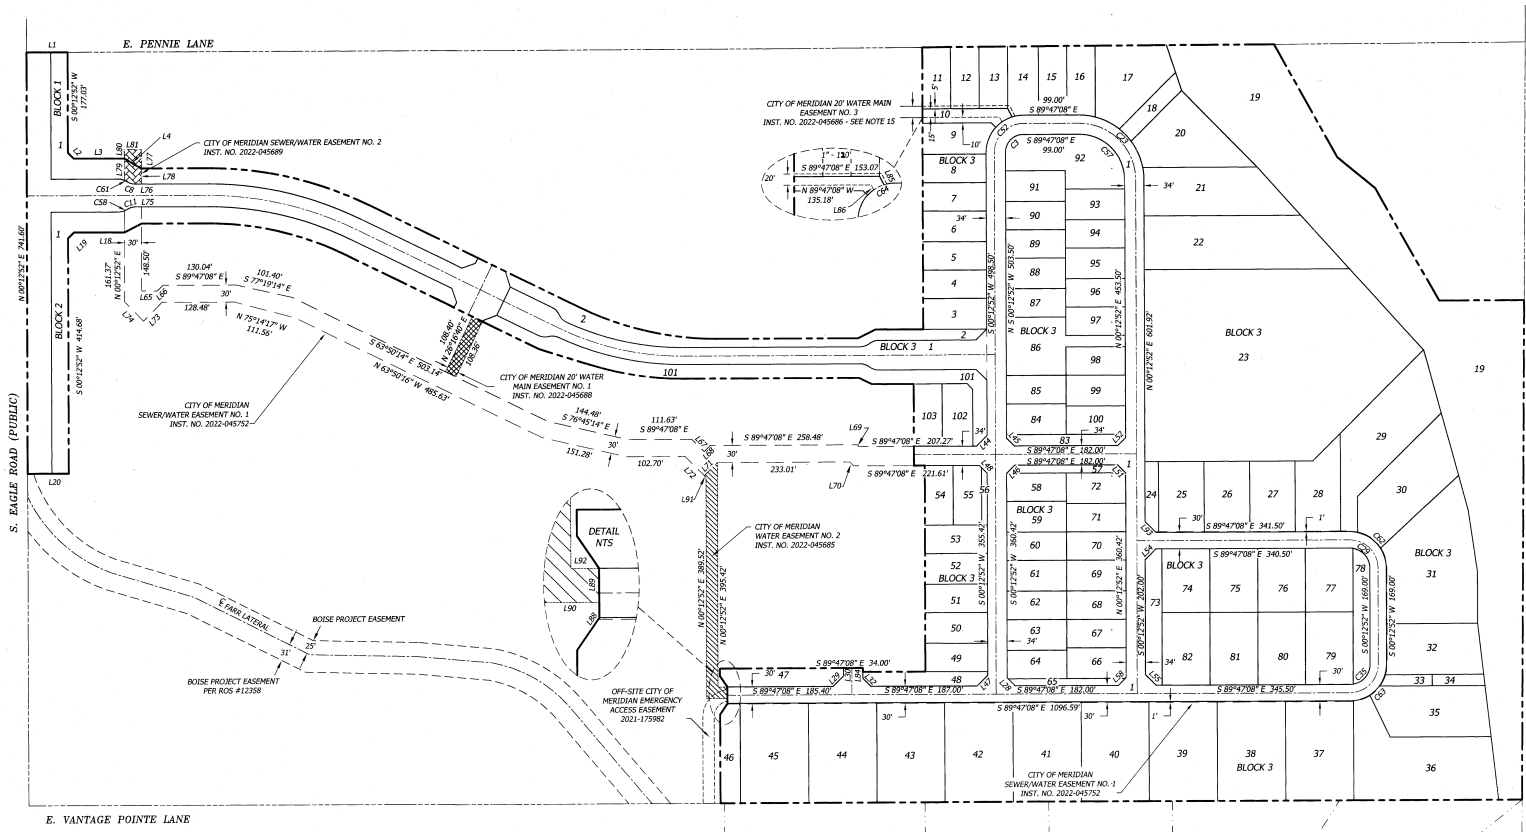 L1
E. PENNIE LANE
BLOCK 1
S 00°12'52" W
177.03'
1
L2
L3
L80
L81
L4
L79
L77
L78
CITY OF MERIDIAN SEWER/WATER EASEMENT NO. 2
INST. NO. 2022-045689
C61
C8
L76
C58
C11
L75
1
L19
L18
30'
N 00°12'52" E 741.60'
161.37'
N 00°12'52" E
148.50'
L65
L66
L74
L73
130.04'
S 89°47'08" E
128.48'
30'
101.40'
S 77°19'14" E
N 75°14'17" W
111.56'
BLOCK 2
S 00°12'52" W 414.68'
S 63°50'14" E 503.14'
N 63°50'16" W 485.63'
108.40'
N 26°16'40" E
108.36'
2
CITY OF MERIDIAN 20' WATER
MAIN EASEMENT NO. 1
INST. NO. 2022-045688
CITY OF MERIDIAN
SEWER/WATER EASEMENT NO. 1
INST. NO. 2022-045752
144.48'
S 76°45'14" E
151.28'
30'
111.63'
S 89°47'08" E
102.70'
L67
L68
L71
L72
L91
30'
S 89°47'08" E 258.48'
233.01'
L69
L70
S 89°47'08" E 207.27'
S 89°47'08" E 221.61'
L20
S. EAGLE ROAD (PUBLIC)
℄ FARR LATERAL
BOISE PROJECT EASEMENT
25'
31'
BOISE PROJECT EASEMENT
PER ROS #12358
DETAIL
NTS
L92
L89
L90
L88
CITY OF MERIDIAN
WATER EASEMENT NO. 2
INST. NO. 2022-045685
N 00°12'52" E 389.52'
N 00°12'52" E 395.42'
OFF-SITE CITY OF
MERIDIAN EMERGENCY
ACCESS EASEMENT
2021-175982
E. VANTAGE POINTE LANE
CITY OF MERIDIAN 20' WATER MAIN
EASEMENT NO. 3
INST. NO. 2022-045686 - SEE NOTE 15
S 89°47'08" E 153.07
20'
N 89°47'08" W
135.18'
L85
C64
L86
11
12
13
14
15
16
17
18
19
5'
10
15'
10'
99.00'
S 89°47'08" E
C52
C23
S 89°47'08" E
99.00'
C3
C57
9
BLOCK 3
8
7
6
5
4
3
2
BLOCK 3 1
101
101
34'
S 00°12'52" W 498.50'
N S 00°12'52" W 503.50'
92
91
90
89
88
87
BLOCK 3
86
85
84
93
94
95
96
97
98
99
100
N 00°12'52" E 453.50'
N 00°12'52" E 601.92'
1
34'
20
21
22
BLOCK 3
23
19
103
102
34'
L44
L45
83
34'
L52
S 89°47'08" E 182.00'
S 89°47'08" E 182.00'
57
L48
L46
L51
1
54
55
56
53
52
BLOCK 3
51
50
49
48
S 00°12'52" W 355.42'
S 00°12'52" W 360.42'
58
BLOCK 3
59
60
61
62
63
64
65
72
71
70
69
68
67
66
N 00°12'52" E 360.42'
34'
24
25
26
27
28
29
30
L93
L54
30'
S 89°47'08" E 341.50'
1'
S 89°47'08" E 340.50'
C29
C62
BLOCK 3
31
BLOCK 3
73
74
75
76
77
78
79
80
81
82
S 00°12'52" W 202.00'
S 00°12'52" W 169.00'
S 00°12'52" W 169.00'
32
33
34
35
36
C35
C63
34'
S 89°47'08" E 34.00'
47
30'
L29
L30
L84
L32
S 89°47'08" E 185.40'
S 89°47'08" E 187.00'
30'
L47
L28
S 89°47'08" E 182.00'
L58
L55
1
30'
S 89°47'08" E 345.50'
S 89°47'08" E 1096.59'
30'
1'
46
45
44
43
42
41
40
39
38
37
BLOCK 3
CITY OF MERIDIAN
SEWER/WATER EASEMENT NO. 1
INST. NO. 2022-045752